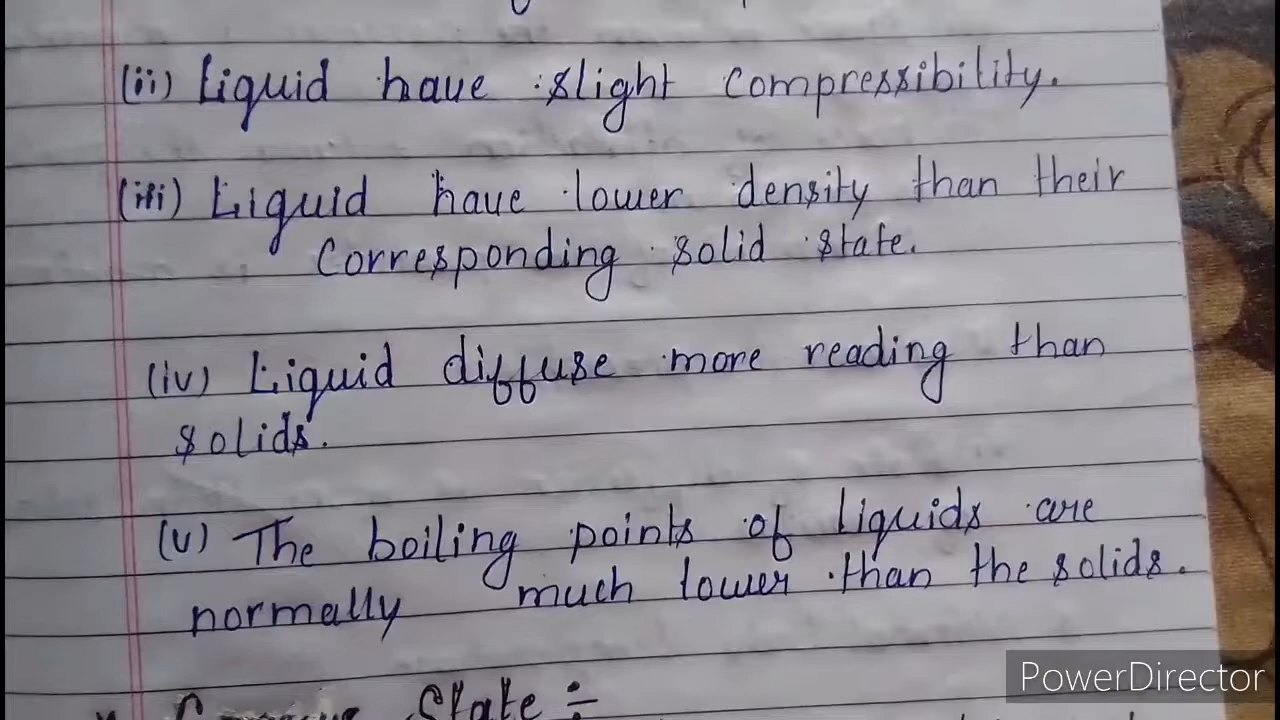 (ii) Liquid have slight compressibility.
(iii) Liquid have lower density than their
corresponding solid state.
(iv) Liquid diffuse more reading than
solids.
(v) The boiling points of liquids are
normally much lower than the solids.
State ÷
PowerDirector